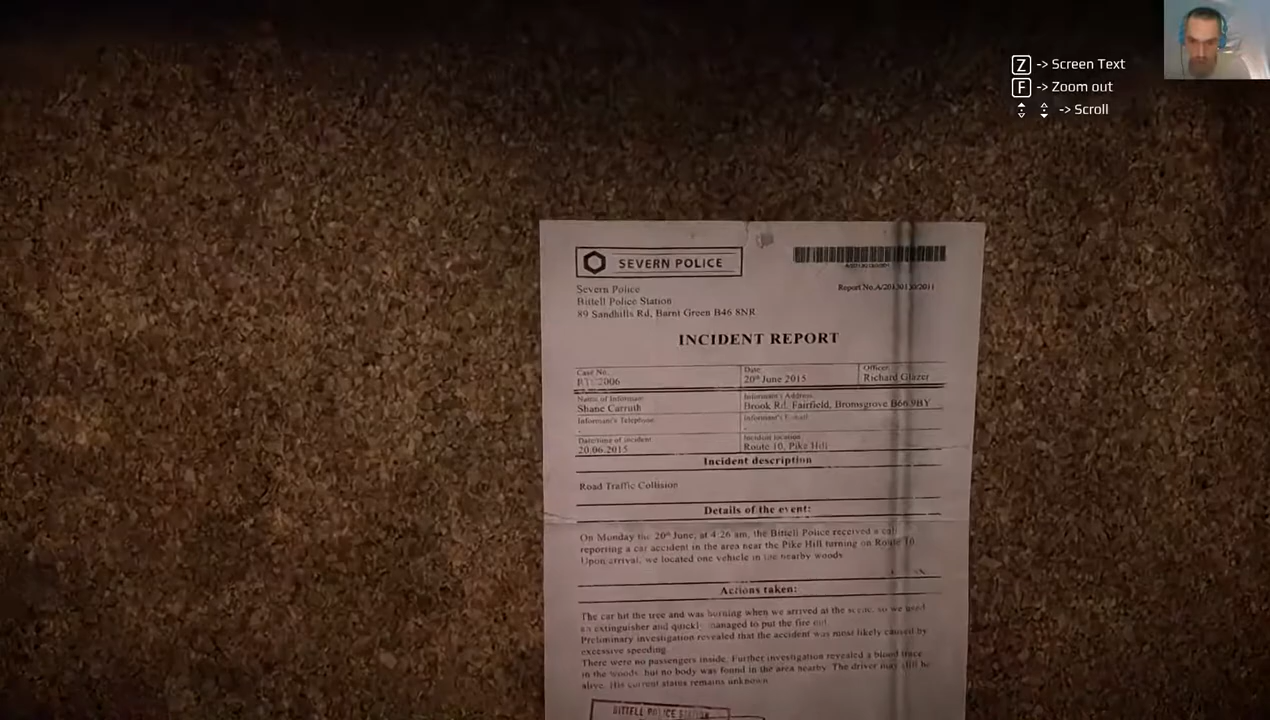 Z -> Screen Text
F -> Zoom out
-> Scroll
SEVERN POLICE
Severn Police
Bittell Police Station
89 Sandhills Rd, Barnt Green B46 8NR
Report No.
INCIDENT REPORT
Case No. Date Officer
2006 20th June 2015 Richard Glazer
Name of Informant Informant's Address
Shane Carruth Brook Rd, Fairfield, Bromsgrove B66 9BY
Informant's Telephone Informant's E-mail
- -
Date/time of incident Incident location
20.06.2015 Route 10, Pike Hill
Incident description
Road Traffic Collision
Details of the event:
On Monday the 20th June, at 4:26 am, the Bittell Police received a call
reporting a car accident in the area near the Pike Hill turning on Route 10.
Upon arrival, we located one vehicle in the nearby woods.
Actions taken:
The car hit the tree and was burning when we arrived at the scene, so we used
an extinguisher and quickly managed to put the fire out.
Preliminary investigation revealed that the accident was most likely caused by
excessive speeding.
There were no passengers inside. Further investigation revealed a blood trace
in the woods, but no body was found in the area nearby. The driver may still be
alive. His current status remains unknown.
BITTELL POLICE STATION